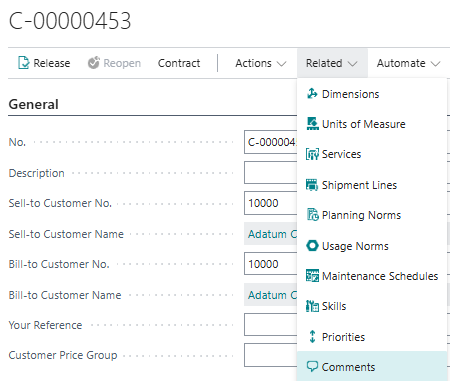 C-00000453
Release Reopen Contract Actions Related Automate
General
Dimensions
Units of Measure
Services
Shipment Lines
Planning Norms
Usage Norms
Maintenance Schedules
Skills
Priorities
Comments
No. C-000004
Description
Sell-to Customer No. 10000
Sell-to Customer Name Adatum C
Bill-to Customer No. 10000
Bill-to Customer Name Adatum C
Your Reference
Customer Price Group